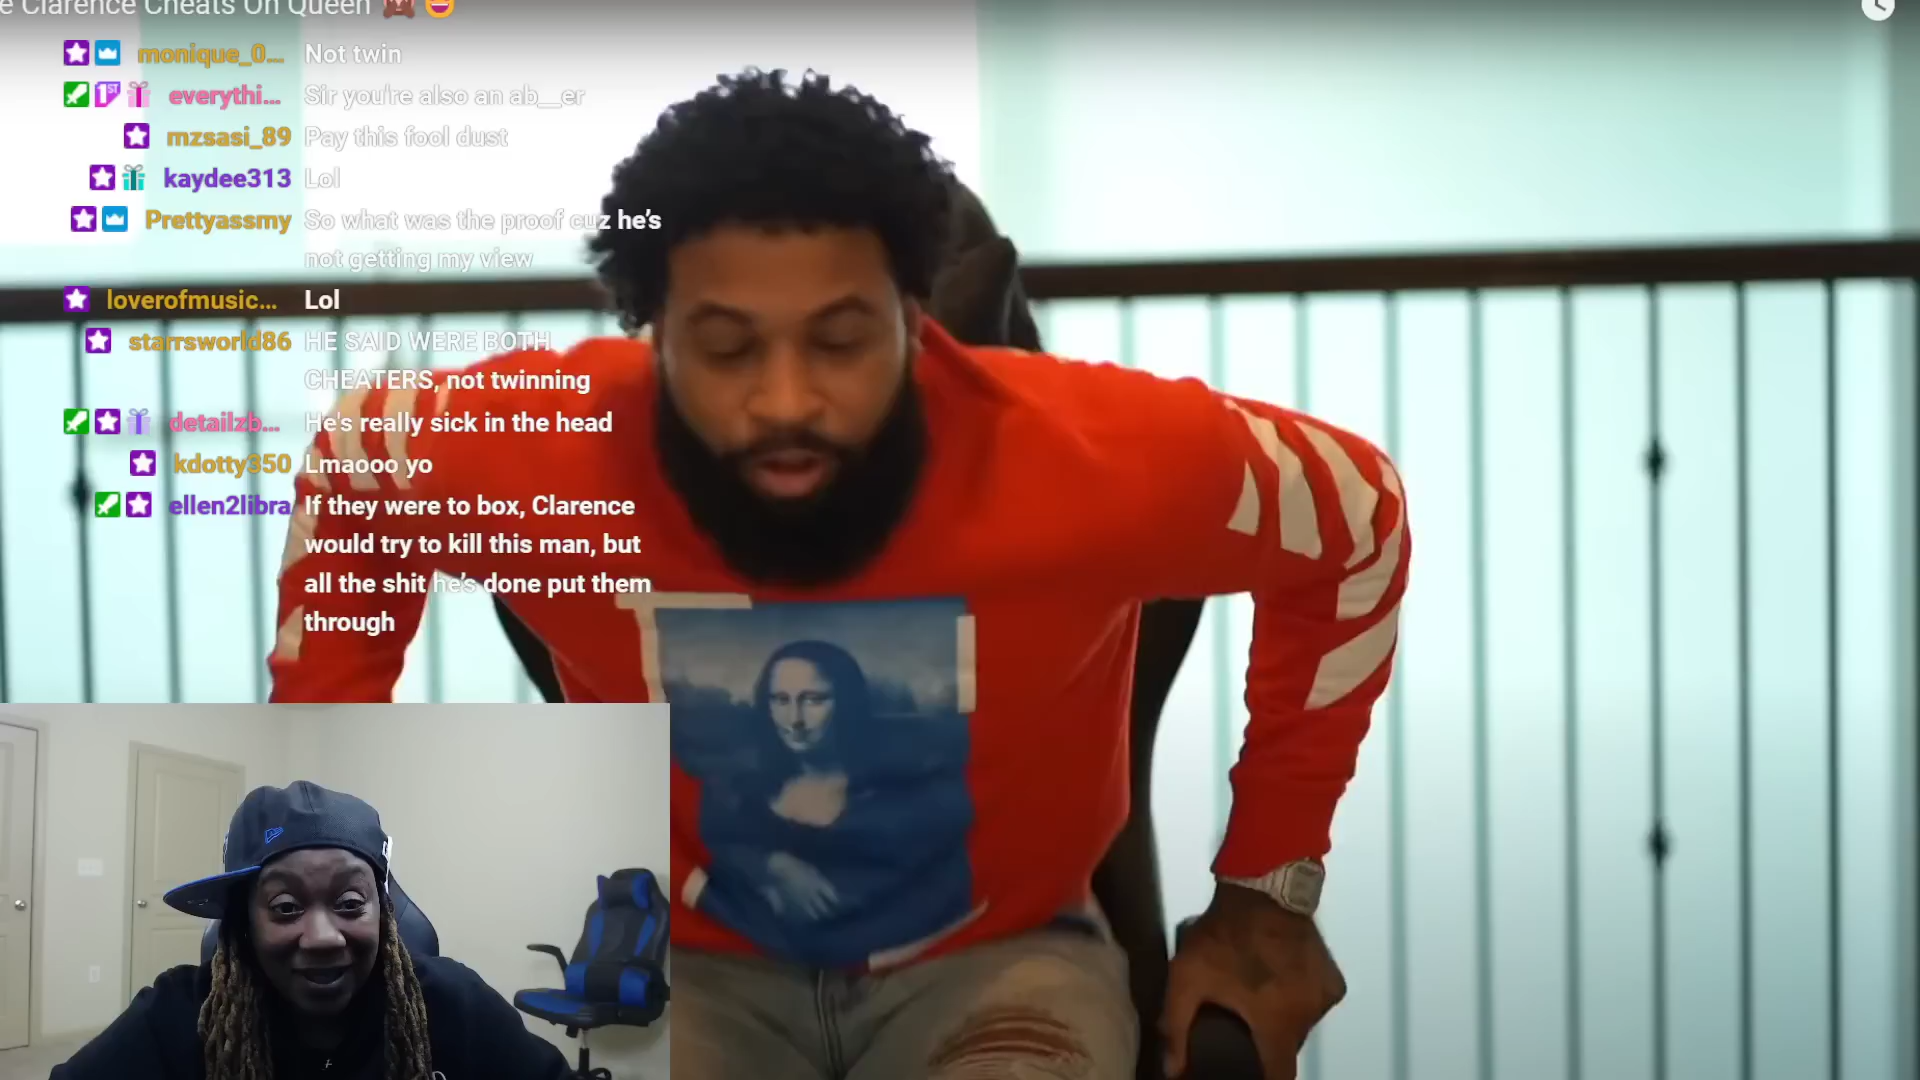 e Clarence Cheats On Queen
monique_0... Not twin
everythi... Sir you're also an ab__er
mzsasi_89 Pay this fool dust
kaydee313 Lol
Prettyassmy So what was the proof cuz he's
not getting my view
loverofmusic... Lol
starrsworld86 HE SAID WERE BOTH
CHEATERS, not twinning
detailzb... He's really sick in the head
kdotty350 Lmaooo yo
ellen2libra If they were to box, Clarence
would try to kill this man, but
all the shit he's done put them
through